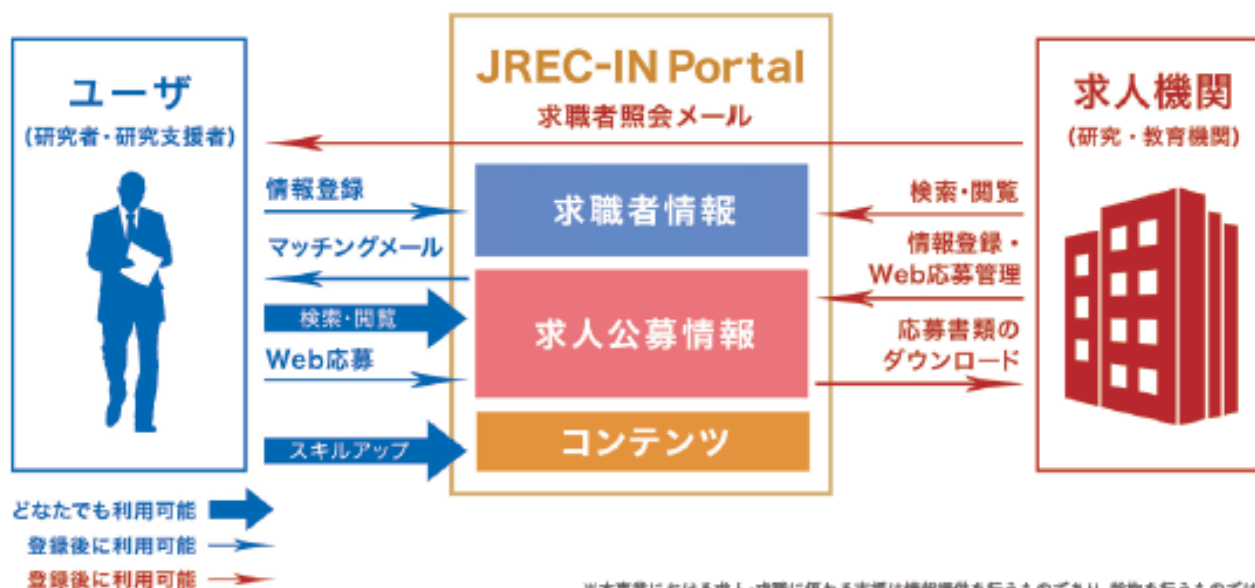 ユーザ
(研究者・研究支援者)
JREC-IN Portal
求職者照会メール
求人機関
(研究・教育機関)
情報登録
マッチングメール
検索・閲覧
Web応募
スキルアップ
求職者情報
求人公募情報
コンテンツ
検索・閲覧
情報登録・
Web応募管理
応募書類の
ダウンロード
どなたでも利用可能
登録後に利用可能
登録後に利用可能